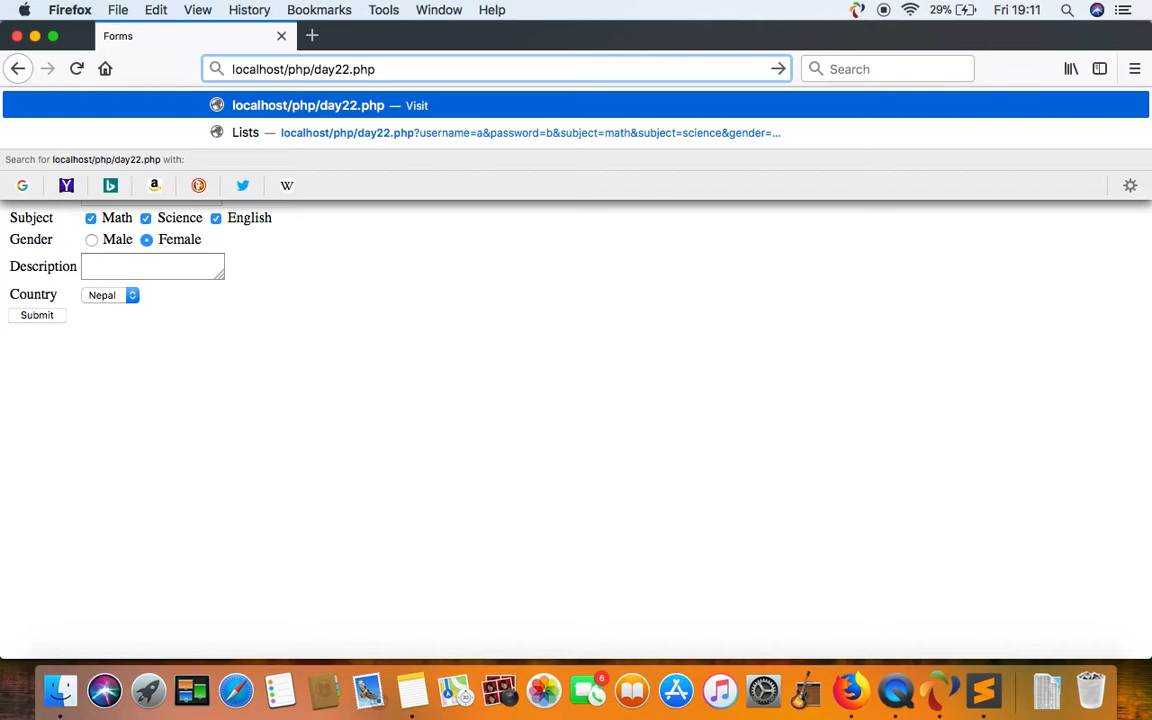 Firefox File Edit View History Bookmarks Tools Window Help 29% Fri 19:11
Forms
localhost/php/day22.php Search
localhost/php/day22.php — Visit
Lists — localhost/php/day22.php?username=a&password=b&subject=math&subject=science&gender=...
Search for localhost/php/day22.php with:
Subject Math Science English
Gender Male Female
Description
Country Nepal
Submit
6